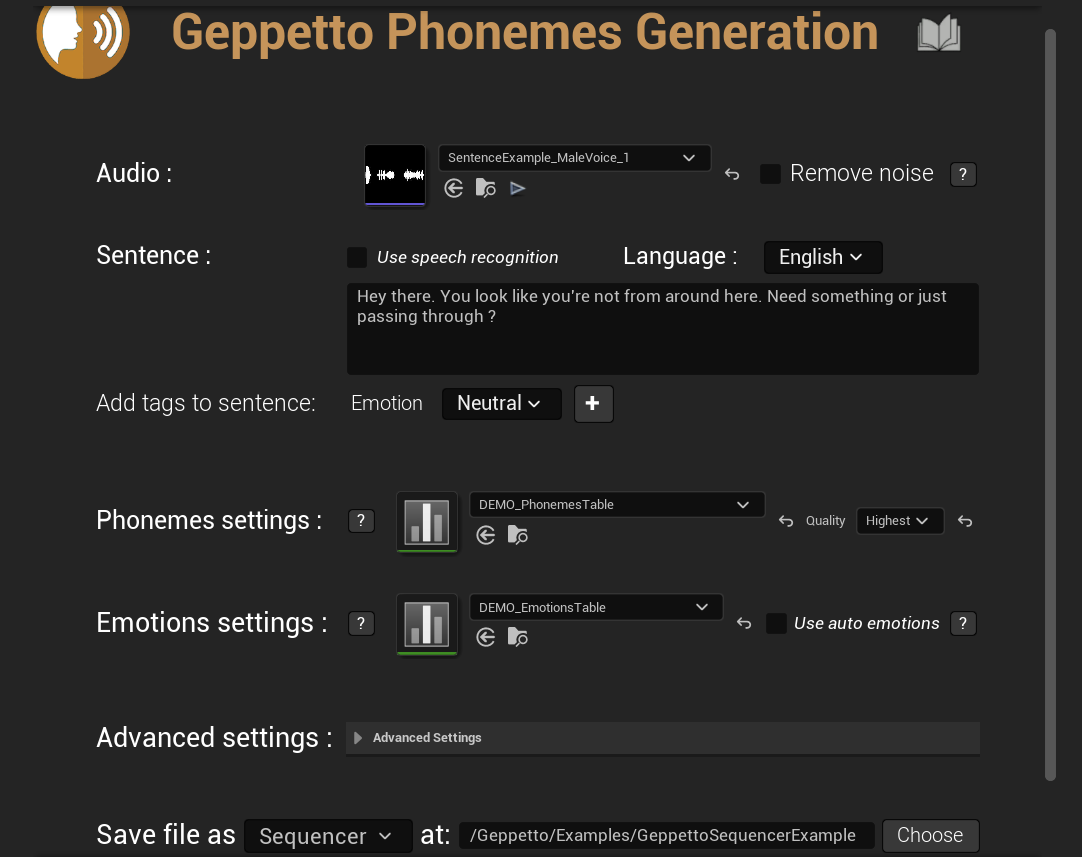 Geppetto Phonemes Generation
Audio :
SentenceExample_MaleVoice_1
Remove noise
?
Sentence :
Use speech recognition
Language :
English
Hey there. You look like you're not from around here. Need something or just
passing through ?
Add tags to sentence:
Emotion
Neutral
+
Phonemes settings :
?
DEMO_PhonemesTable
Quality
Highest
Emotions settings :
?
DEMO_EmotionsTable
Use auto emotions
?
Advanced settings :
Advanced Settings
Save file as
Sequencer
at:
/Geppetto/Examples/GeppettoSequencerExample
Choose